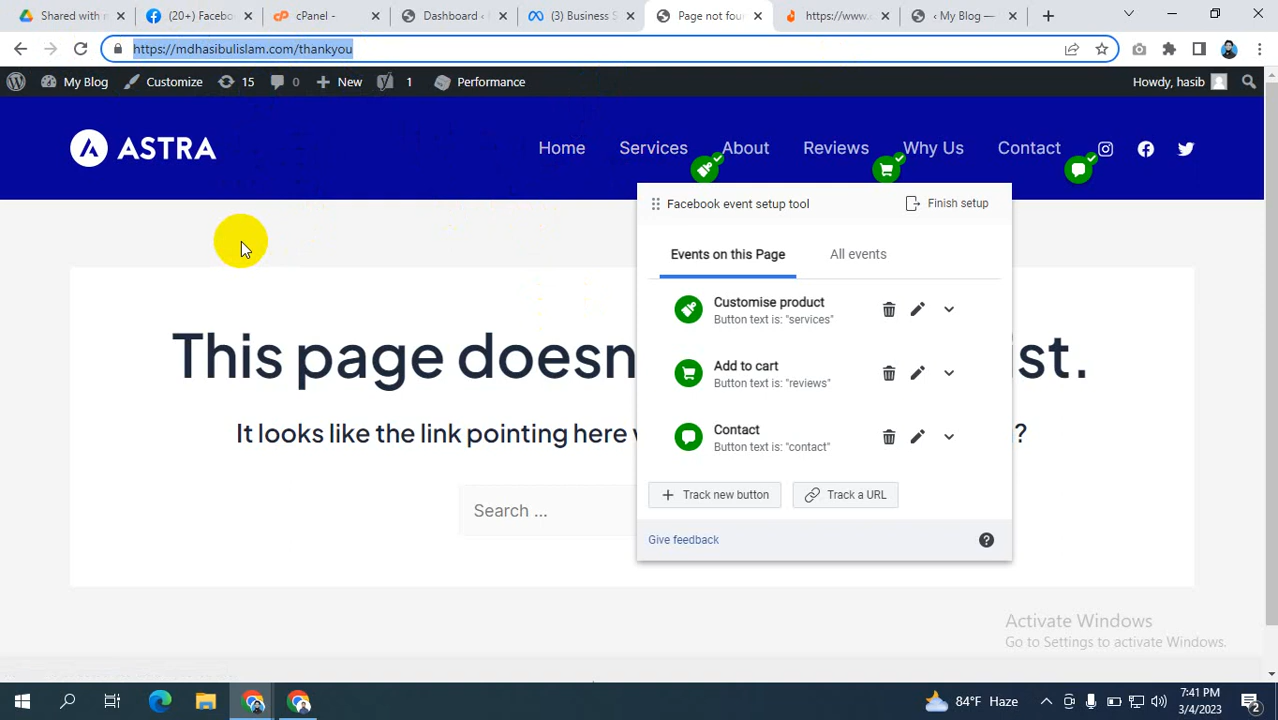 Shared with m
(20+) Facebo
cPanel -
Dashboard ‹
(3) Business S
Page not fou
https://www.
‹ My Blog —
https://mdhasibulislam.com/thankyou
My Blog
Customize
15
0
New
1
Performance
Howdy, hasib
ASTRA
Home
Services
About
Reviews
Why Us
Contact
Facebook event setup tool
Finish setup
Events on this Page
All events
Customise product
Button text is: "services"
Add to cart
Button text is: "reviews"
Contact
Button text is: "contact"
Track new button
Track a URL
Give feedback
This page doesn
ist.
It looks like the link pointing here
?
Search ...
Activate Windows
Go to Settings to activate Windows.
84°F Haze
7:41 PM
3/4/2023
2